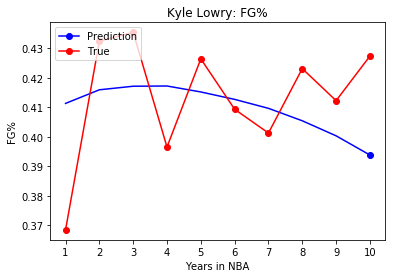 Kyle Lowry: FG%
Prediction
True
0.43
0.42
0.41
0.40
0.39
0.38
0.37
FG%
1 2 3 4 5 6 7 8 9 10
Years in NBA